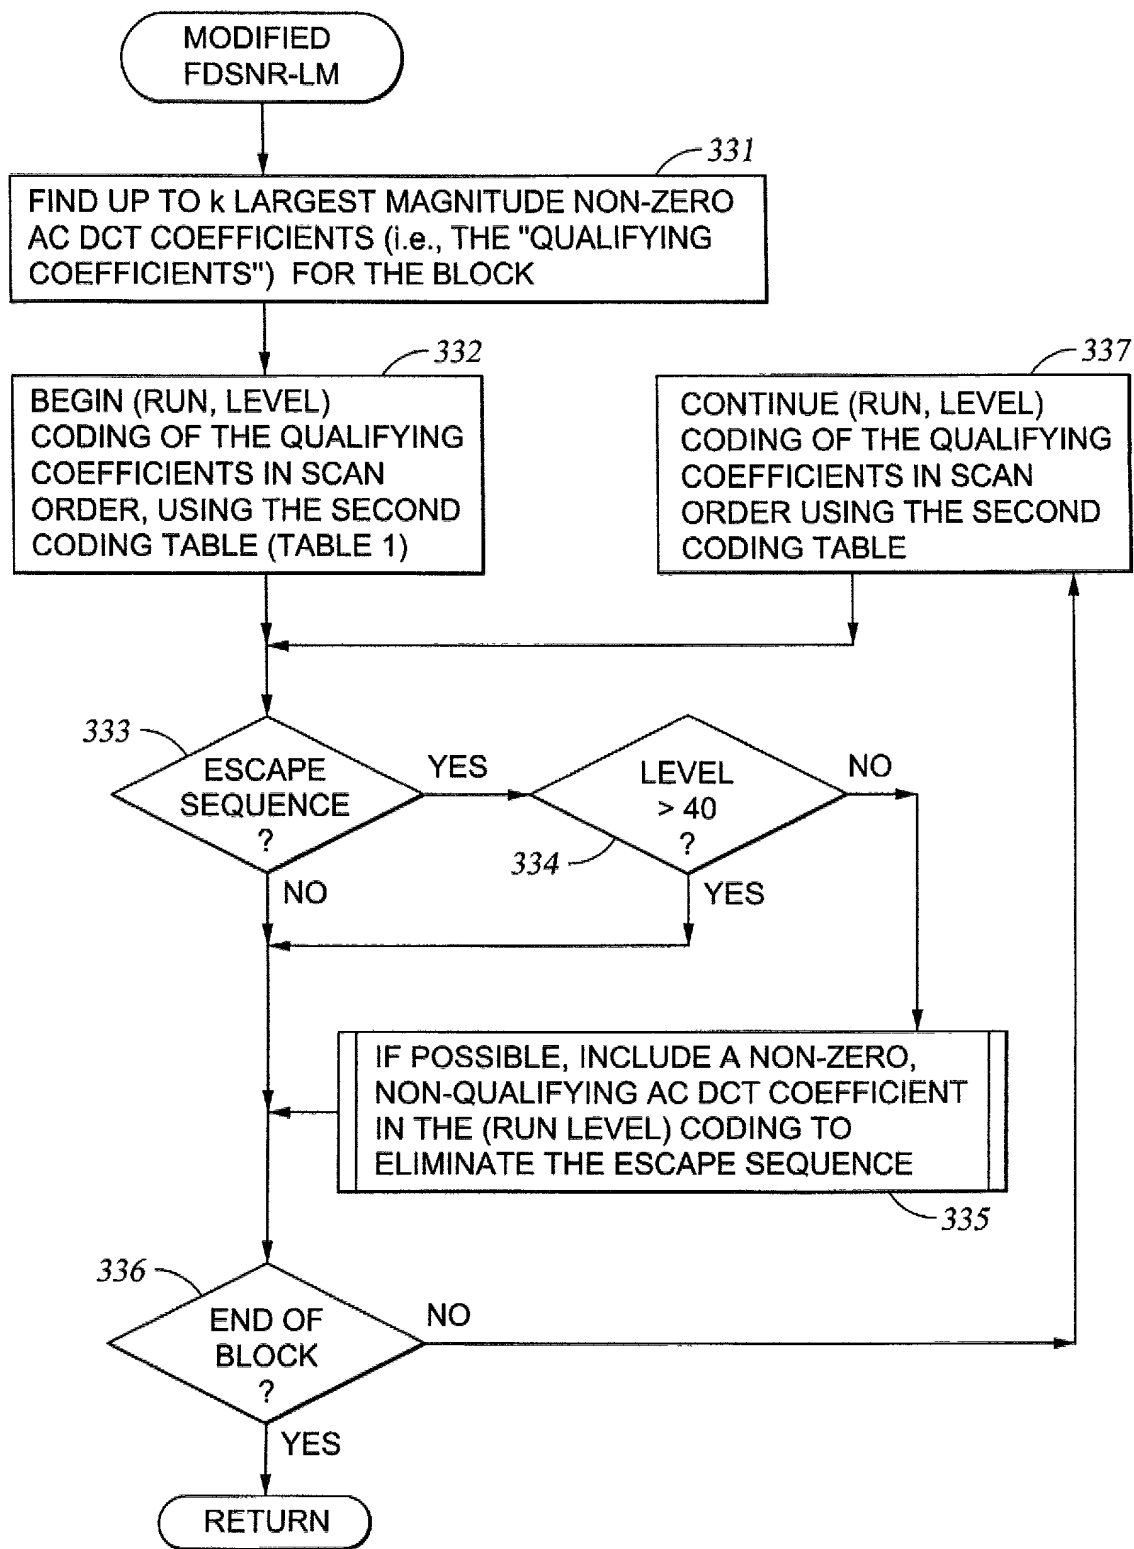 MODIFIED
FDSNR-LM
331
FIND UP TO k LARGEST MAGNITUDE NON-ZERO
AC DCT COEFFICIENTS (i.e., THE "QUALIFYING
COEFFICIENTS") FOR THE BLOCK
332
BEGIN (RUN, LEVEL)
CODING OF THE QUALIFYING
COEFFICIENTS IN SCAN
ORDER, USING THE SECOND
CODING TABLE (TABLE 1)
337
CONTINUE (RUN, LEVEL)
CODING OF THE QUALIFYING
COEFFICIENTS IN SCAN
ORDER USING THE SECOND
CODING TABLE
333
ESCAPE
SEQUENCE
?
YES
NO
LEVEL
> 40
?
334
NO
YES
IF POSSIBLE, INCLUDE A NON-ZERO,
NON-QUALIFYING AC DCT COEFFICIENT
IN THE (RUN LEVEL) CODING TO
ELIMINATE THE ESCAPE SEQUENCE
335
336
END OF
BLOCK
?
NO
YES
RETURN